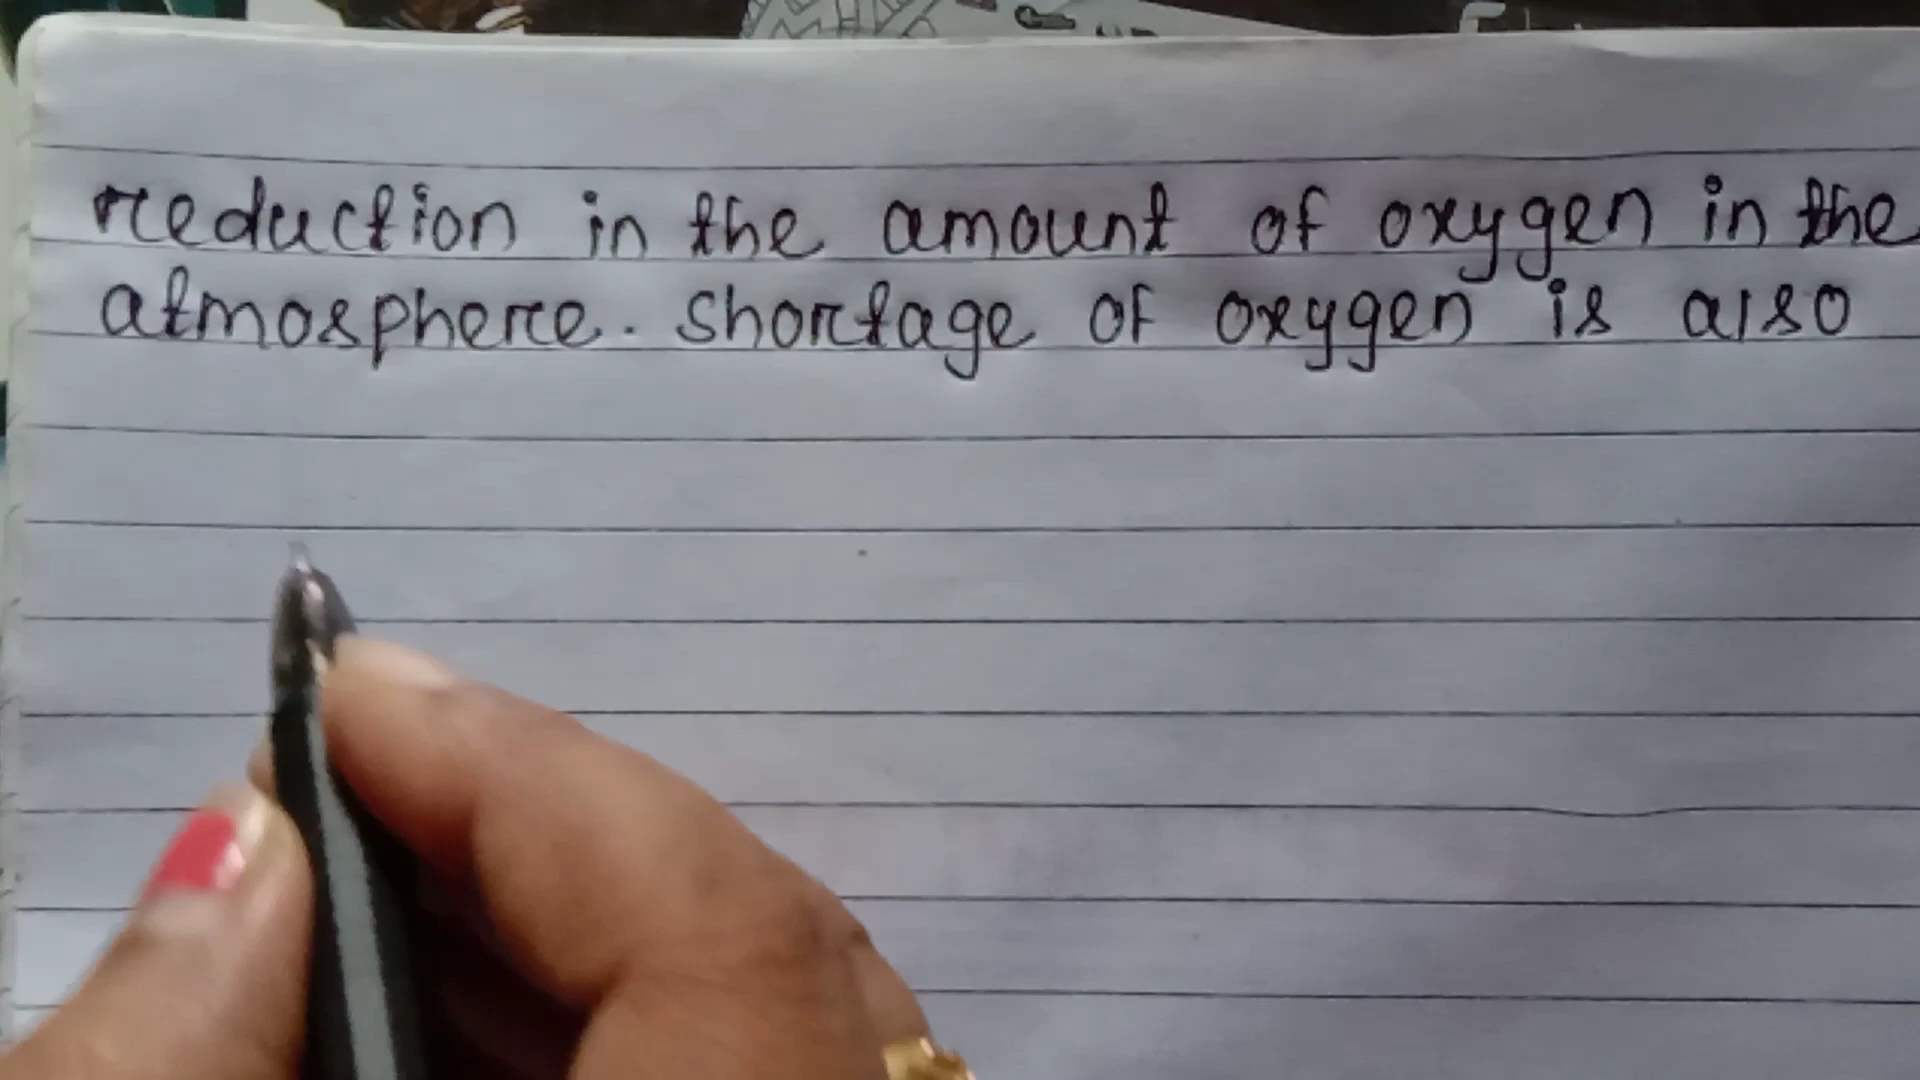 reduction in the amount of oxygen in the
atmosphere. shortage of oxygen is also